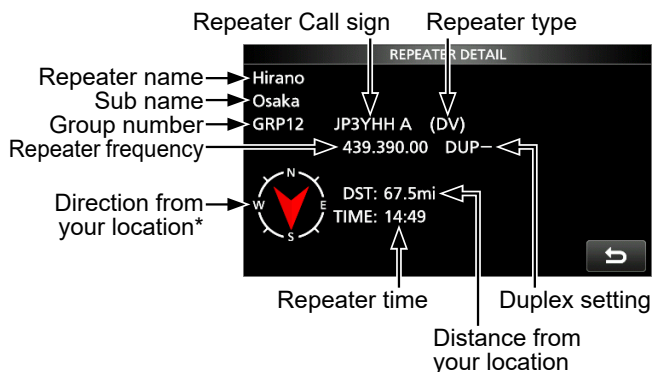 Repeater Call sign
Repeater type
REPEATER DETAIL
Repeater name
Hirano
Sub name
Osaka
Group number
GRP12 JP3YHH A (DV)
Repeater frequency
439.390.00 DUP−
Direction from
your location*
N
W
E
S
DST: 67.5mi
TIME: 14:49
Repeater time
Duplex setting
Distance from
your location